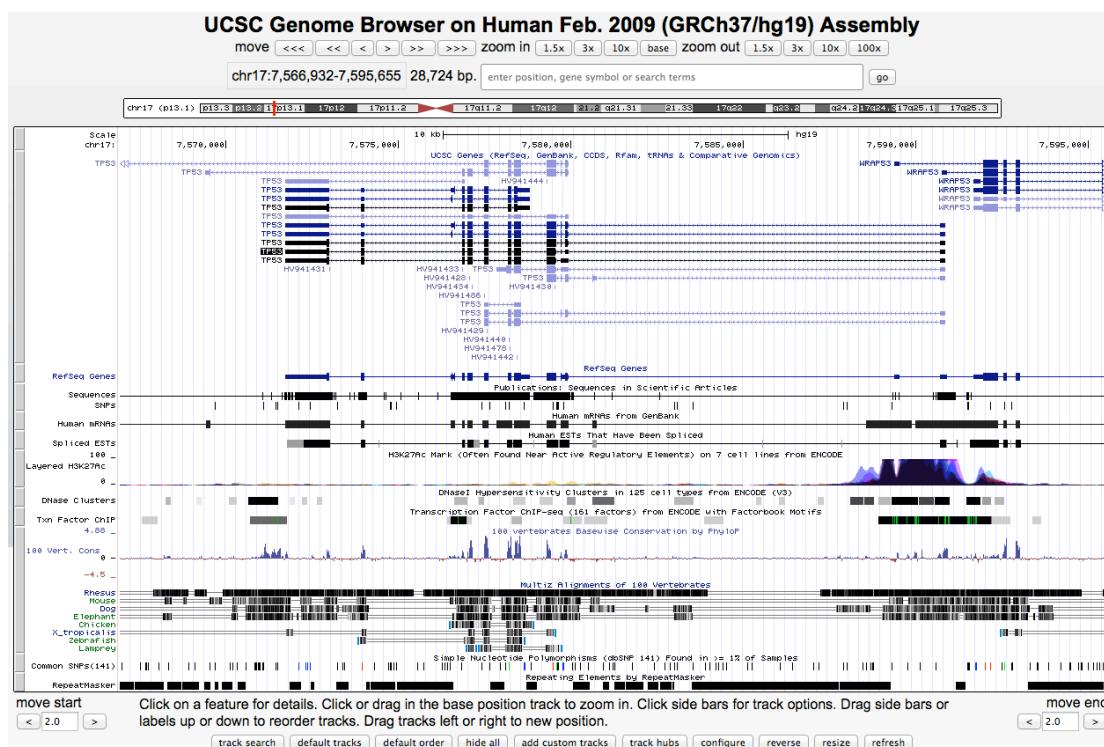 UCSC Genome Browser on Human Feb. 2009 (GRCh37/hg19) Assembly
move <<< << < > >> >>> zoom in 1.5x 3x 10x base zoom out 1.5x 3x 10x 100x
chr17:7,566,932-7,595,655 28,724 bp. enter position, gene symbol or search terms go
chr17 (p13.1) p13.3 p13.2 17p13.1 17p12 17p11.2 17q11.2 17q12 21.2 q21.31 21.33 17q22 q23.2 q24.2 17q24.3 17q25.1 17q25.3
Scale 10 kb hg19
chr17: 7,570,000 7,575,000 7,580,000 7,585,000 7,590,000 7,595,000
UCSC Genes (RefSeq, GenBank, CCDS, Rfam, tRNAs & Comparative Genomics)
TP53 WRAP53
TP53 WRAP53
TP53 HV941444 WRAP53
TP53 WRAP53
TP53 WRAP53
TP53 WRAP53
TP53
TP53
TP53
TP53
TP53
TP53
HV941431 HV941433 TP53
HV941428 TP53
HV941434 HV941430
HV941486
TP53
TP53
TP53
HV941429
HV941440
HV941478
HV941442
RefSeq Genes
RefSeq Genes
Publications: Sequences in Scientific Articles
Sequences
SNPs
Human mRNAs from GenBank
Human mRNAs
Human ESTs That Have Been Spliced
Spliced ESTs
H3K27Ac Mark (Often Found Near Active Regulatory Elements) on 7 cell lines from ENCODE
100 _
Layered H3K27Ac
0 _
DNaseI Hypersensitivity Clusters in 125 cell types from ENCODE (V3)
DNase Clusters
Transcription Factor ChIP-seq (161 factors) from ENCODE with Factorbook Motifs
Txn Factor ChIP
100 vertebrates Basewise Conservation by PhyloP
4.88 _
100 Vert. Cons
0 _
-4.5 _
Multiz Alignments of 100 Vertebrates
Rhesus
Mouse
Dog
Elephant
Chicken
X_tropicalis
Zebrafish
Lamprey
Simple Nucleotide Polymorphisms (dbSNP 141) Found in >= 1% of Samples
Common SNPs(141)
Repeating Elements by RepeatMasker
RepeatMasker
move start Click on a feature for details. Click or drag in the base position track to zoom in. Click side bars for track options. Drag side bars or move end
< 2.0 > labels up or down to reorder tracks. Drag tracks left or right to new position. < 2.0 >
track search default tracks default order hide all add custom tracks track hubs configure reverse resize refresh